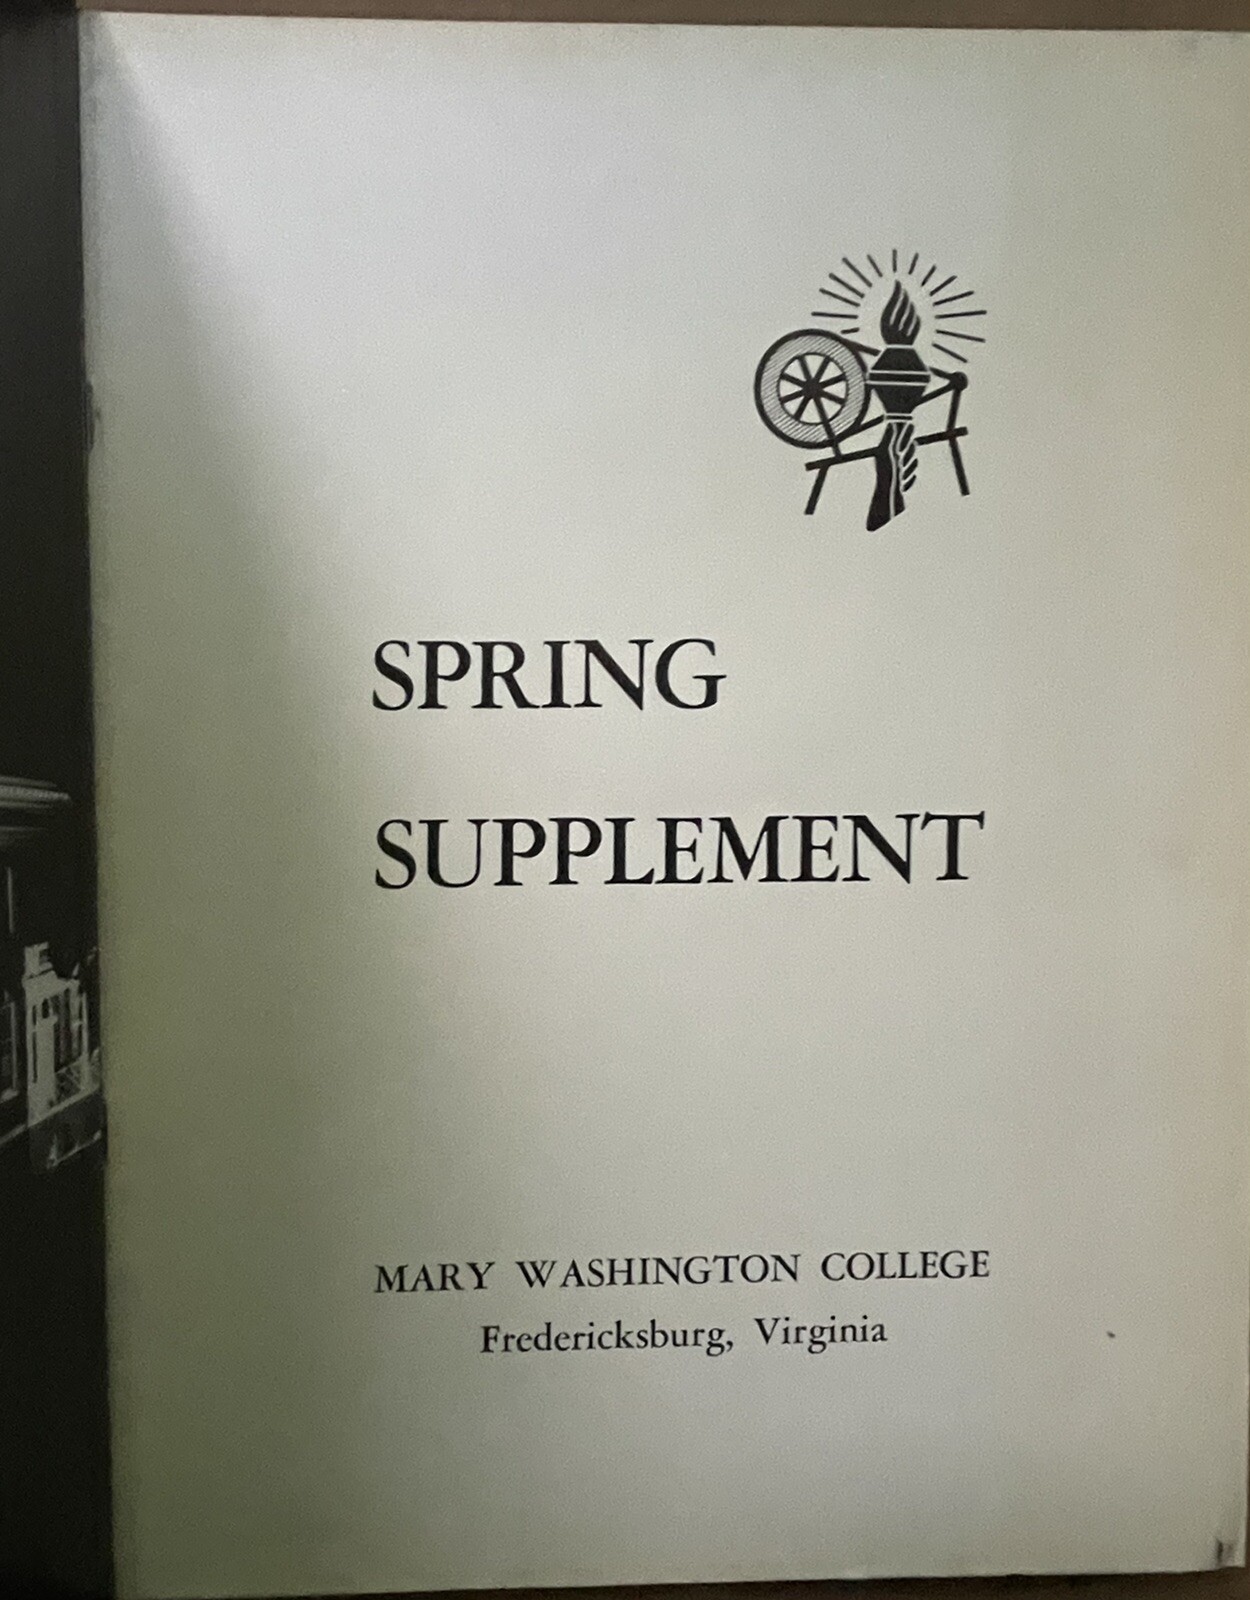 SPRING
SUPPLEMENT
MARY WASHINGTON COLLEGE
Fredericksburg, Virginia